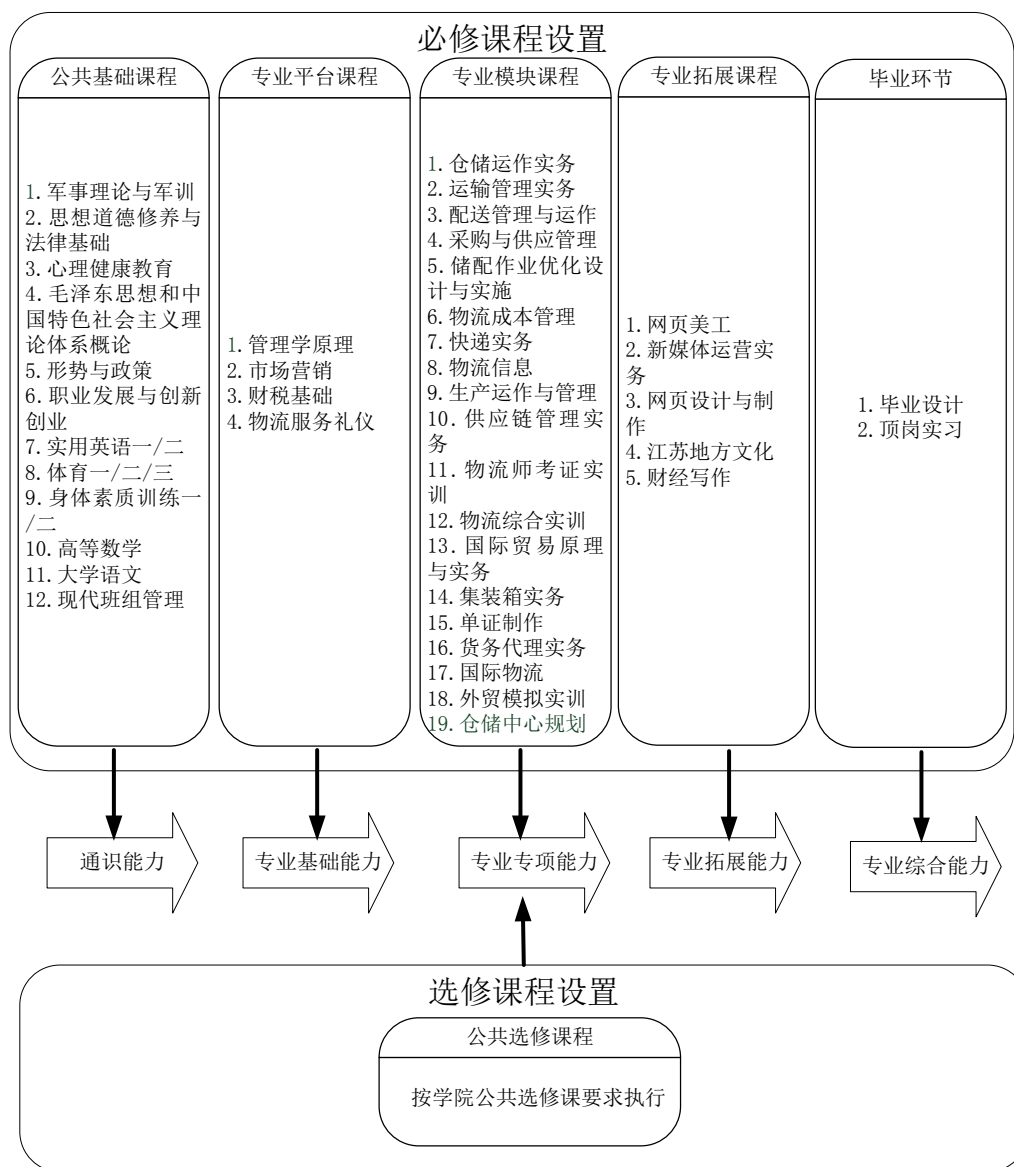 必修课程设置
公共基础课程
1.军事理论与军训
2.思想道德修养与
法律基础
3.心理健康教育
4.毛泽东思想和中
国特色社会主义理
论体系概论
5.形势与政策
6.职业发展与创新
创业
7.实用英语一/二
8.体育一/二/三
9.身体素质训练一
/二
10.高等数学
11.大学语文
12.现代班组管理
专业平台课程
1.管理学原理
2.市场营销
3.财税基础
4.物流服务礼仪
专业模块课程
1.仓储运作实务
2.运输管理实务
3.配送管理与运作
4.采购与供应管理
5.储配作业优化设
计与实施
6.物流成本管理
7.快递实务
8.物流信息
9.生产运作与管理
10.供应链管理实
务
11.物流师考证实
训
12.物流综合实训
13.国际贸易原理
与实务
14.集装箱实务
15.单证制作
16.货务代理实务
17.国际物流
18.外贸模拟实训
19.仓储中心规划
专业拓展课程
1.网页美工
2.新媒体运营实
务
3.网页设计与制
作
4.江苏地方文化
5.财经写作
毕业环节
1.毕业设计
2.顶岗实习
通识能力
专业基础能力
专业专项能力
专业拓展能力
专业综合能力
选修课程设置
公共选修课程
按学院公共选修课要求执行